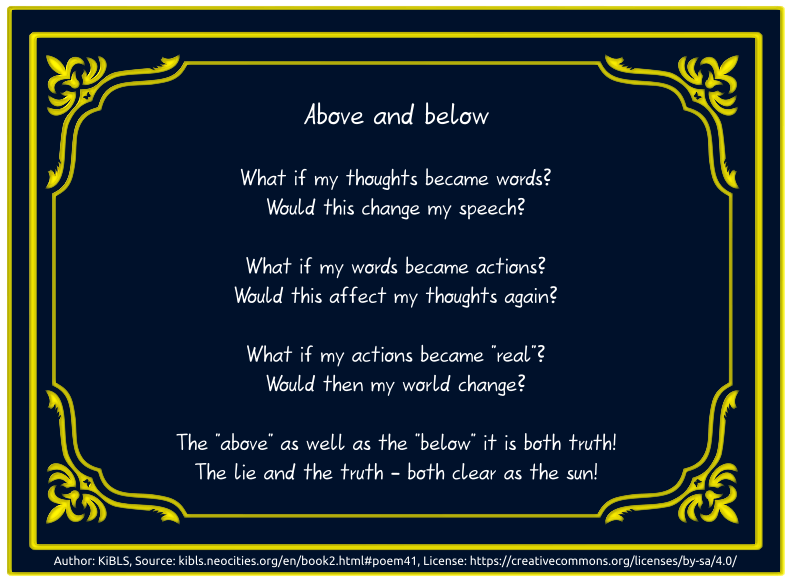 Above and below
What if my thoughts became words?
Would this change my speech?
What if my words became actions?
Would this affect my thoughts again?
What if my actions became "real"?
Would then my world change?
The "above" as well as the "below" it is both truth!
The lie and the truth – both clear as the sun!
Author: KiBLS, Source: kibls.neocities.org/en/book2.html#poem41, License: https://creativecommons.org/licenses/by-sa/4.0/